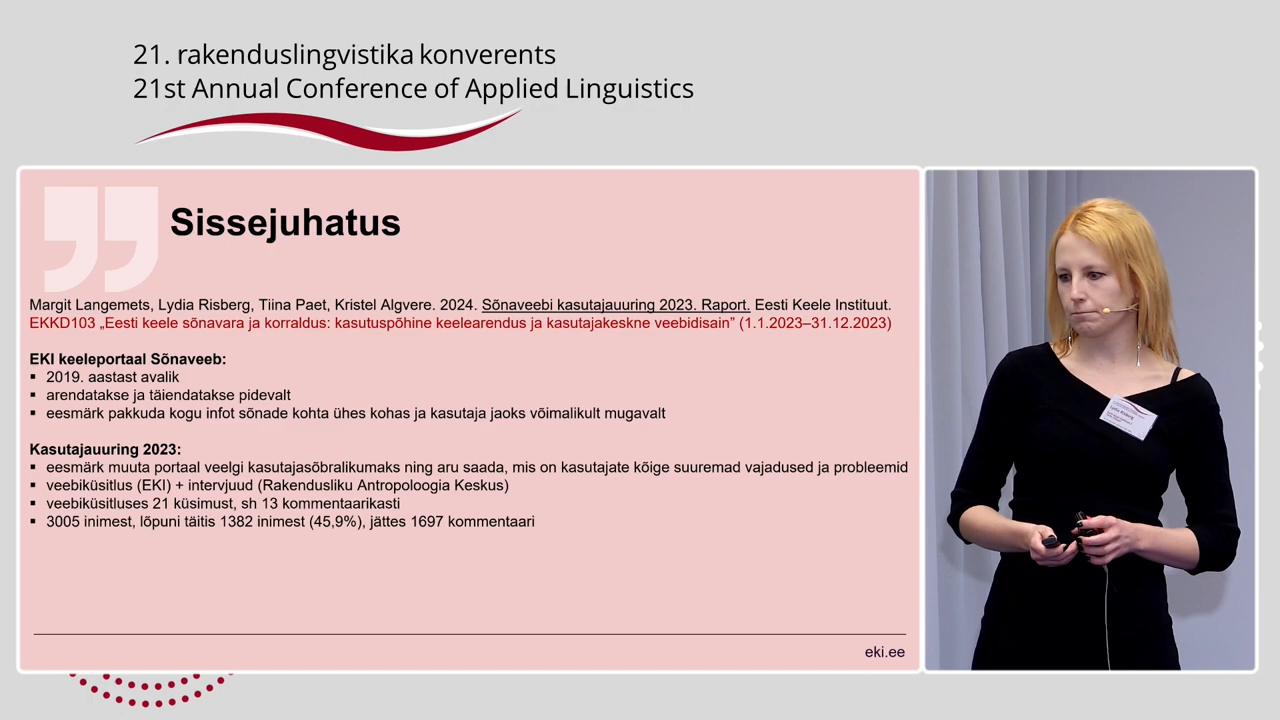 21. rakenduslingvistika konverents
21st Annual Conference of Applied Linguistics
Sissejuhatus
Margit Langemets, Lydia Risberg, Tiina Paet, Kristel Algvere. 2024. Sõnaveebi kasutajauuring 2023. Raport. Eesti Keele Instituut.
EKKD103 „Eesti keele sõnavara ja korraldus: kasutuspõhine keelearendus ja kasutajakeskne veebidisain” (1.1.2023–31.12.2023)
EKI keeleportaal Sõnaveeb:
▪ 2019. aastast avalik
▪ arendatakse ja täiendatakse pidevalt
▪ eesmärk pakkuda kogu infot sõnade kohta ühes kohas ja kasutaja jaoks võimalikult mugavalt
Kasutajauuring 2023:
▪ eesmärk muuta portaal veelgi kasutajasõbralikumaks ning aru saada, mis on kasutajate kõige suuremad vajadused ja probleemid
▪ veebiküsitlus (EKI) + intervjuud (Rakendusliku Antropoloogia Keskus)
▪ veebiküsitluses 21 küsimust, sh 13 kommentaarikasti
▪ 3005 inimest, lõpuni täitis 1382 inimest (45,9%), jättes 1697 kommentaari
eki.ee
Lydia Risberg